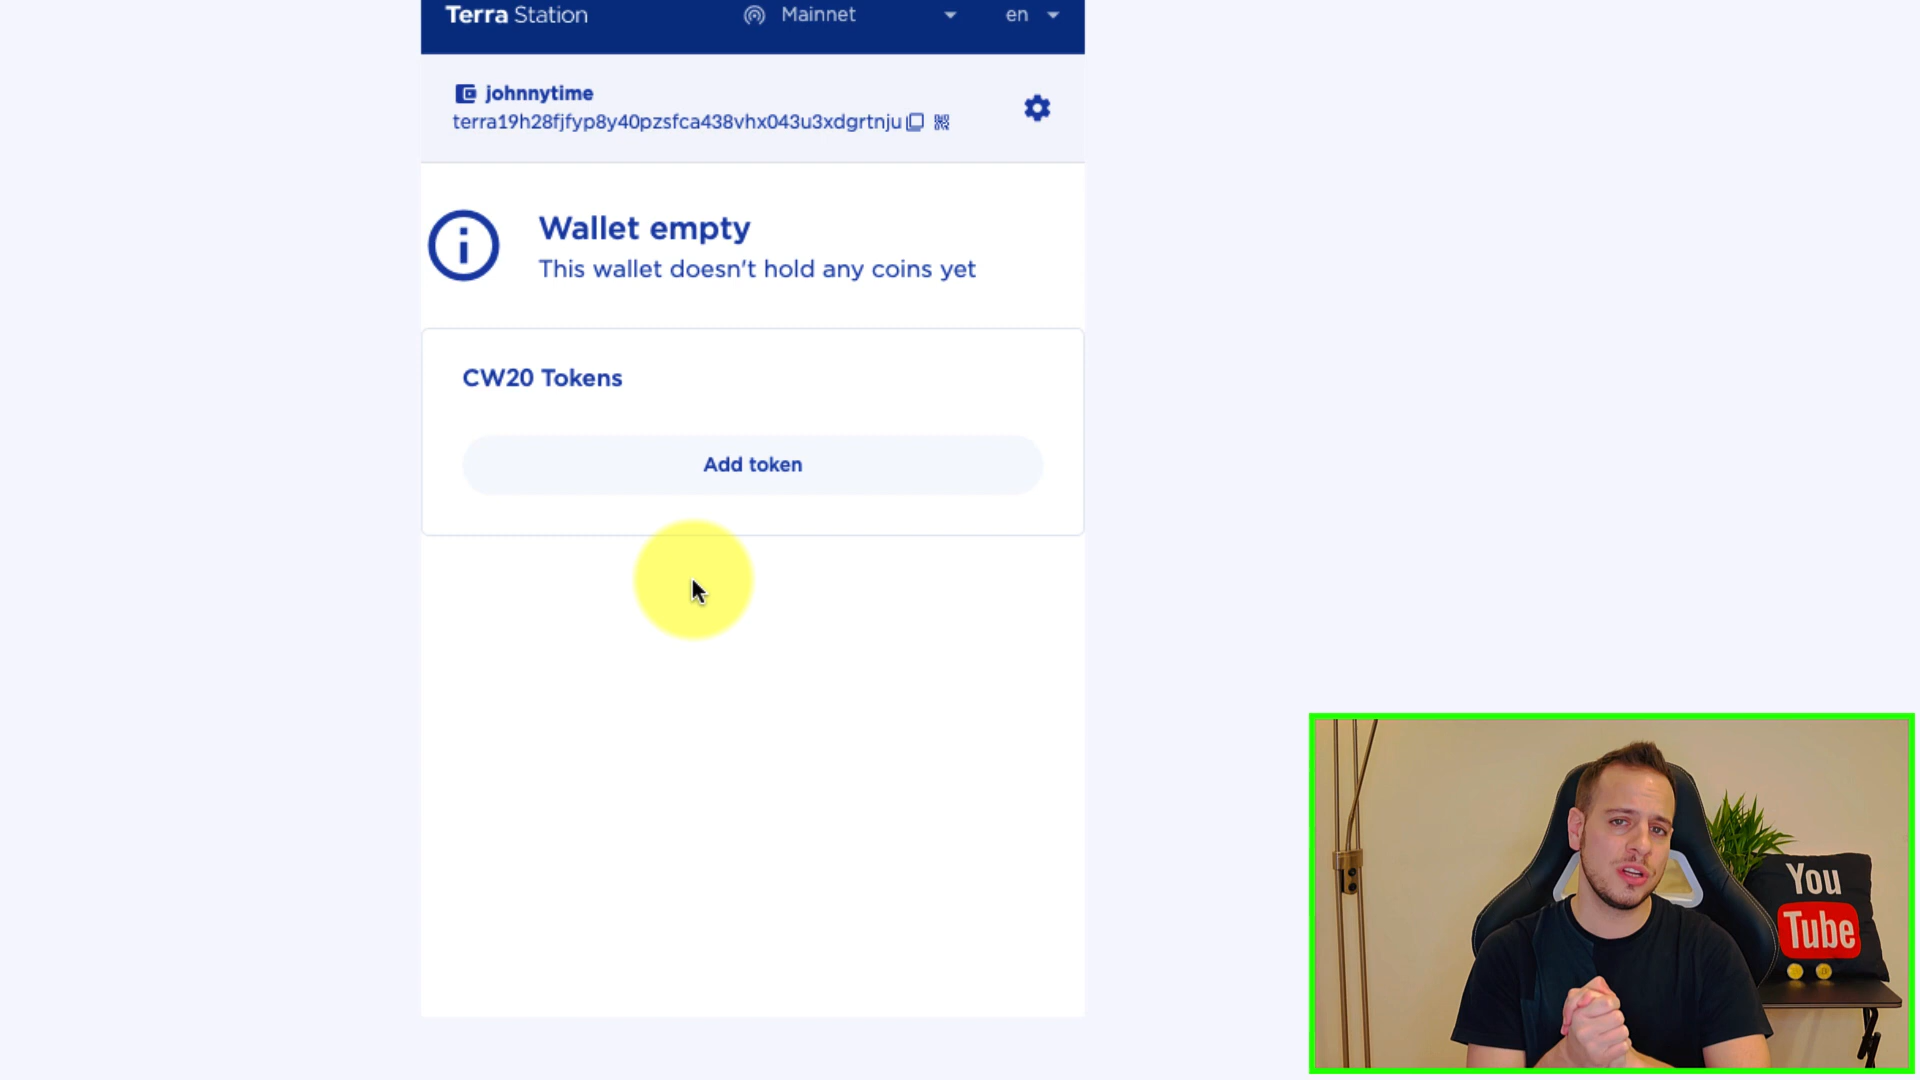 Terra Station
Mainnet
en
johnnytime
terra19h28fjfyp8y40pzsfca438vhx043u3xdgrtnju
Wallet empty
This wallet doesn't hold any coins yet
CW20 Tokens
Add token
You
Tube